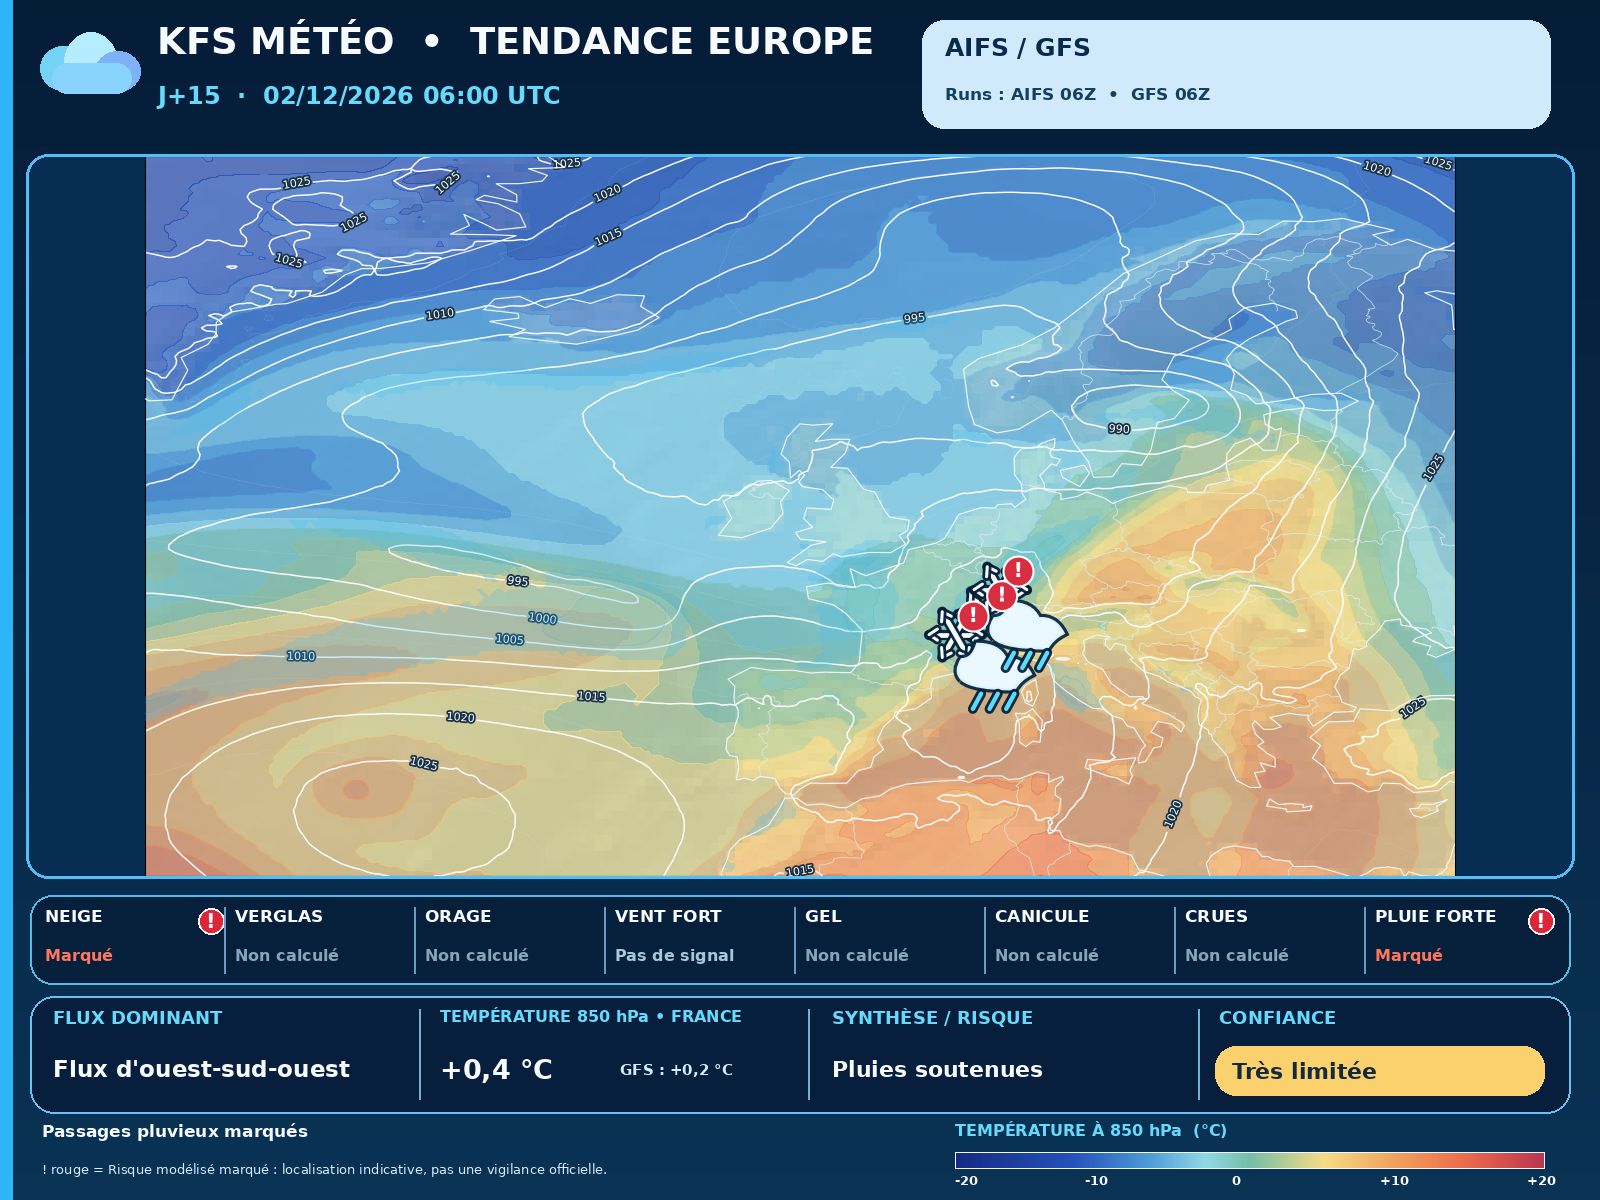 KFS MÉTÉO • TENDANCE EUROPE
J+15 · 02/12/2026 06:00 UTC
AIFS / GFS
Runs : AIFS 06Z • GFS 06Z
1025
1025
1025
1020
1020
1025
1025
1015
1025
1010
995
990
1025
995
1000
1005
1010
1015
1020
1025
1025
1020
1015
NEIGE
!
VERGLAS
ORAGE
VENT FORT
GEL
CANICULE
CRUES
PLUIE FORTE
!
Marqué
Non calculé
Non calculé
Pas de signal
Non calculé
Non calculé
Non calculé
Marqué
FLUX DOMINANT
Flux d'ouest-sud-ouest
TEMPÉRATURE 850 hPa • FRANCE
+0,4 °C
GFS : +0,2 °C
SYNTHÈSE / RISQUE
Pluies soutenues
CONFIANCE
Très limitée
Passages pluvieux marqués
! rouge = Risque modélisé marqué : localisation indicative, pas une vigilance officielle.
TEMPÉRATURE À 850 hPa (°C)
-20 -10 0 +10 +20